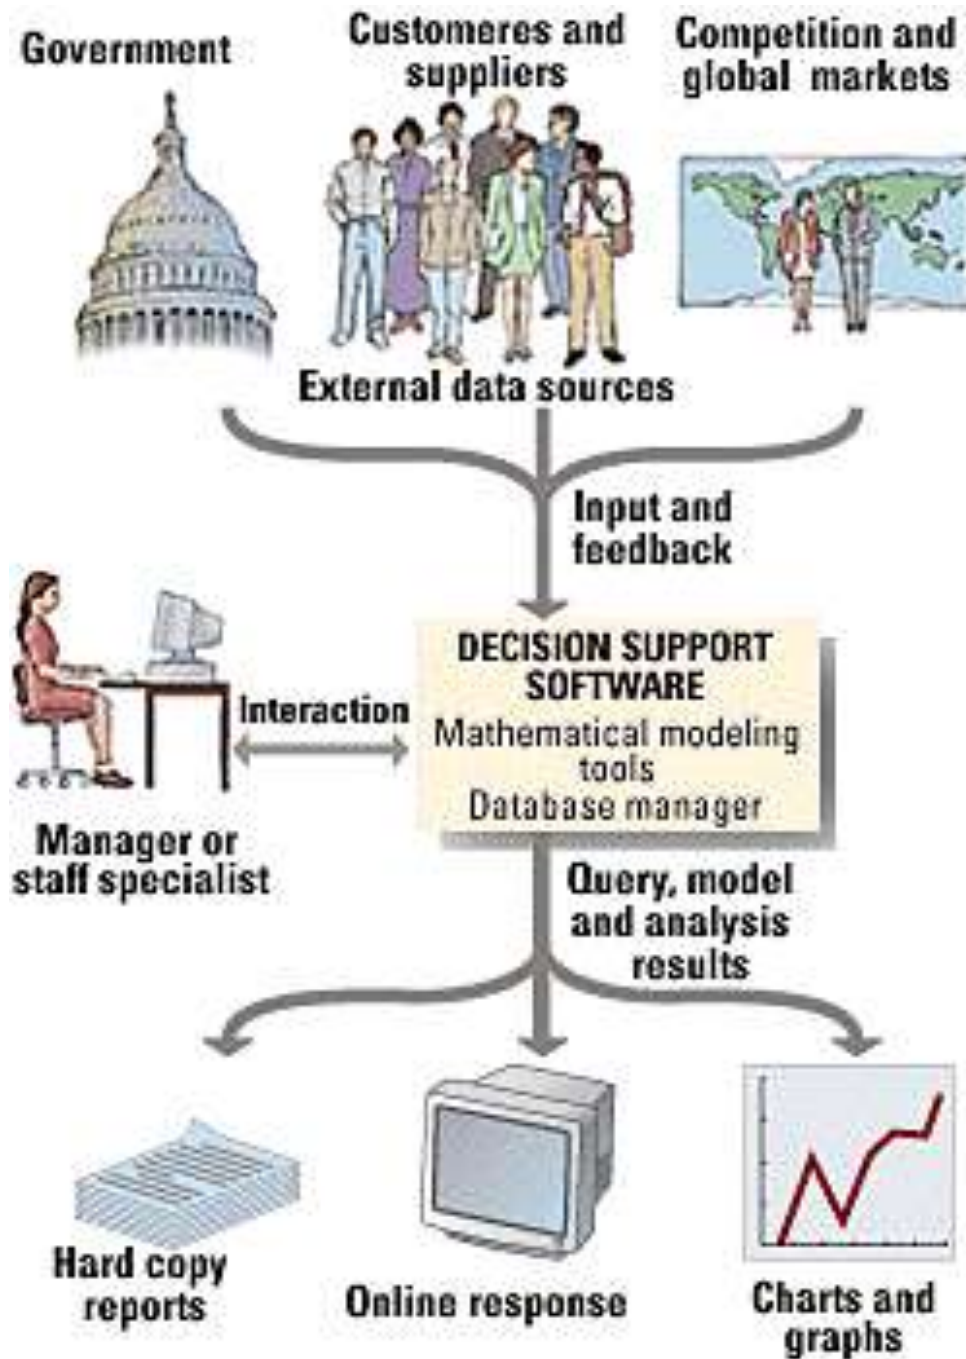 Government
Customeres and
suppliers
Competition and
global markets
External data sources
Input and
feedback
DECISION SUPPORT
SOFTWARE
Mathematical modeling
tools
Database manager
Interaction
Manager or
staff specialist
Query, model
and analysis
results
Hard copy
reports
Online response
Charts and
graphs